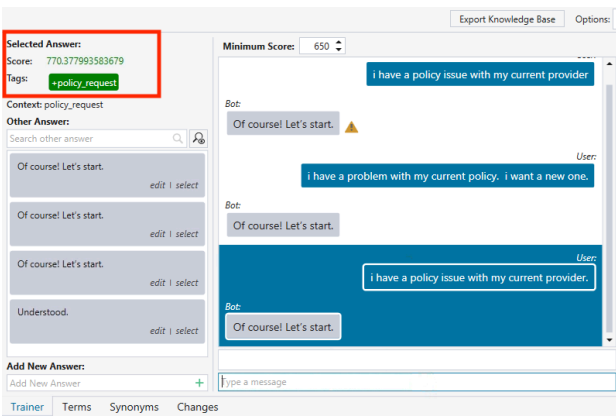 Export Knowledge Base Options:
Selected Answer:
Score: 770.377993583679
Tags: +policy_request
Context: policy_request
Other Answer:
Search other answer
Of course! Let's start.
edit | select
Of course! Let's start.
edit | select
Of course! Let's start.
edit | select
Understood.
edit | select
Add New Answer:
Add New Answer +
Minimum Score: 650
User:
i have a policy issue with my current provider
Bot:
Of course! Let's start.
User:
i have a problem with my current policy. i want a new one.
Bot:
Of course! Let's start.
User:
i have a policy issue with my current provider.
Bot:
Of course! Let's start.
Type a message
Trainer Terms Synonyms Changes